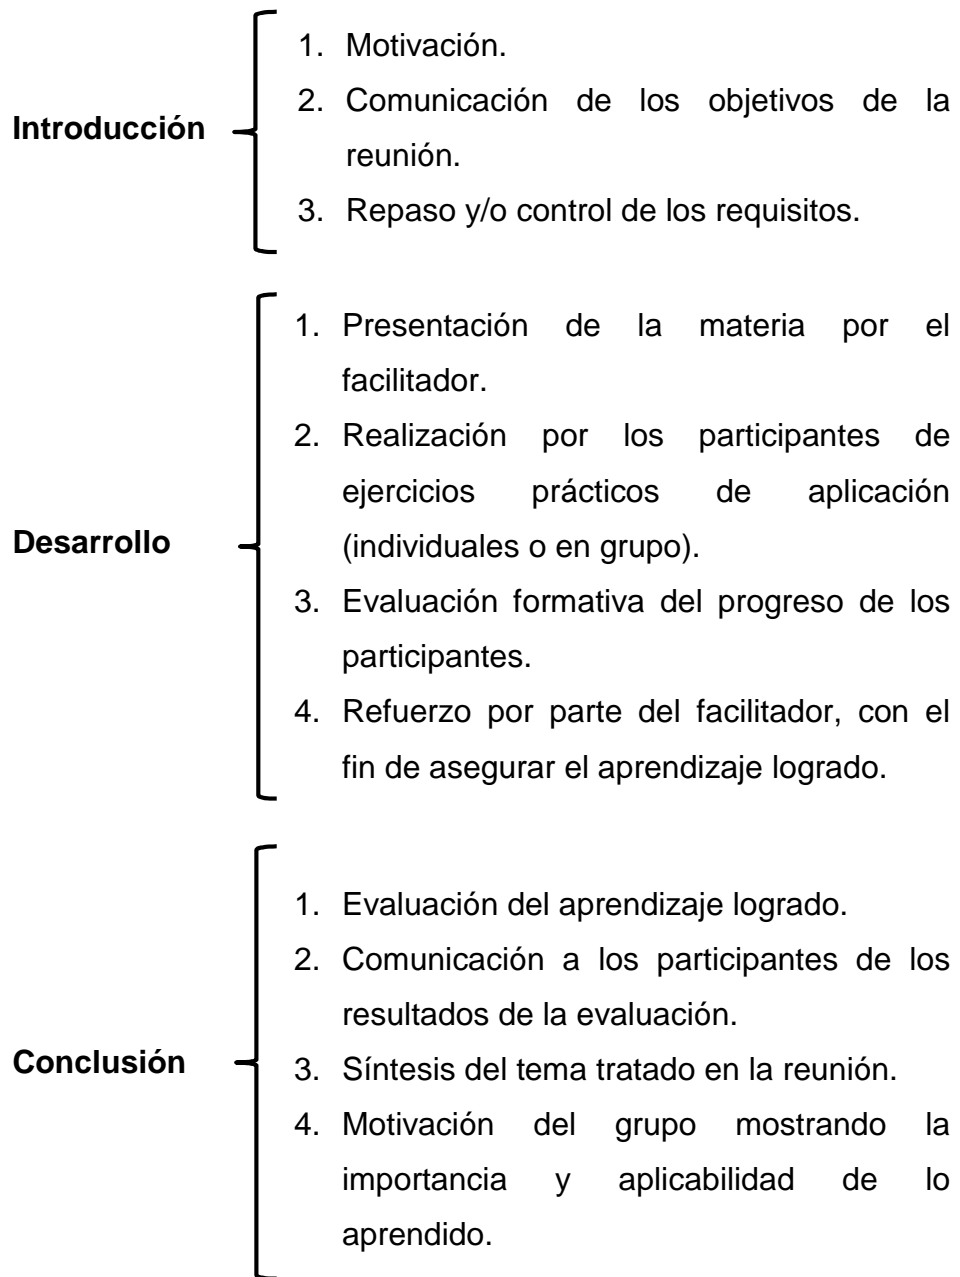 Introducción
1. Motivación.
2. Comunicación de los objetivos de la
reunión.
3. Repaso y/o control de los requisitos.
Desarrollo
1. Presentación de la materia por el
facilitador.
2. Realización por los participantes de
ejercicios prácticos de aplicación
(individuales o en grupo).
3. Evaluación formativa del progreso de los
participantes.
4. Refuerzo por parte del facilitador, con el
fin de asegurar el aprendizaje logrado.
Conclusión
1. Evaluación del aprendizaje logrado.
2. Comunicación a los participantes de los
resultados de la evaluación.
3. Síntesis del tema tratado en la reunión.
4. Motivación del grupo mostrando la
importancia y aplicabilidad de lo
aprendido.